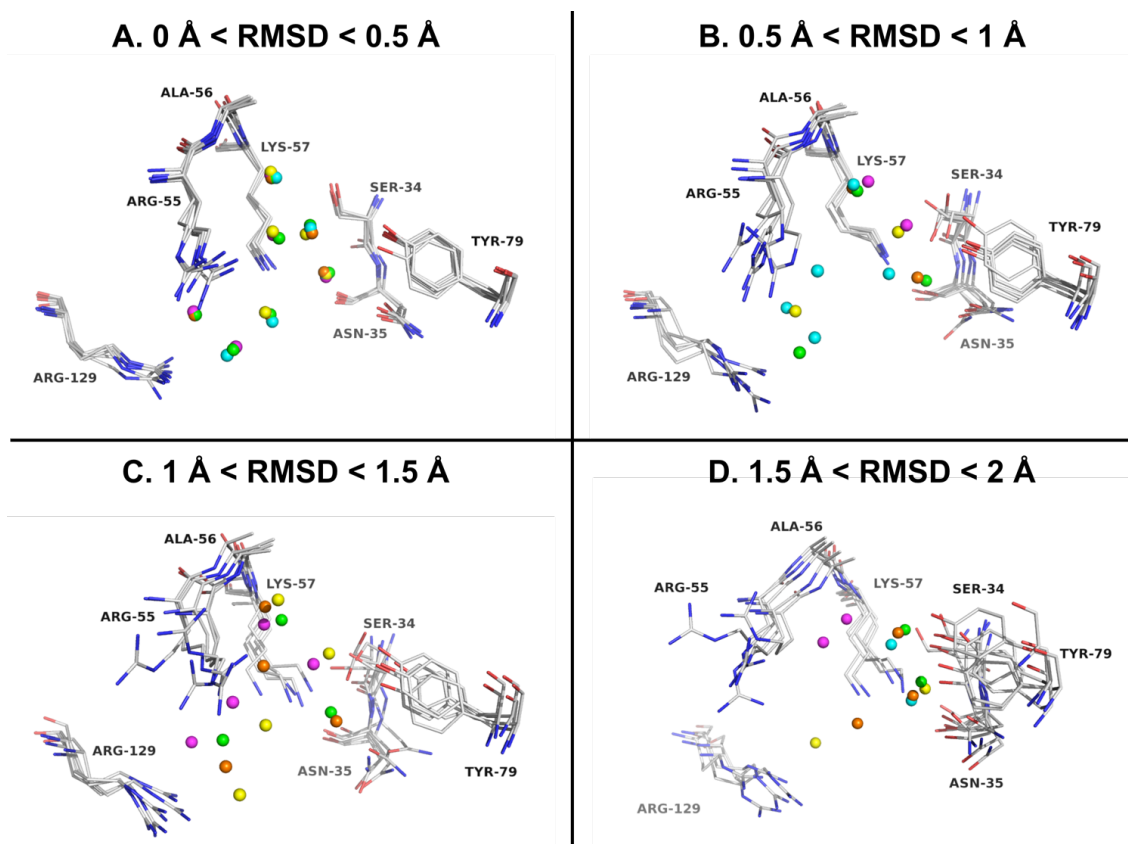 A. 0 Å < RMSD < 0.5 Å
ALA-56
LYS-57
ARG-55
SER-34
TYR-79
ASN-35
ARG-129
B. 0.5 Å < RMSD < 1 Å
ALA-56
LYS-57
SER-34
ARG-55
TYR-79
ASN-35
ARG-129
C. 1 Å < RMSD < 1.5 Å
ALA-56
LYS-57
ARG-55
SER-34
ARG-129
ASN-35
TYR-79
D. 1.5 Å < RMSD < 2 Å
ALA-56
ARG-55
LYS-57
SER-34
TYR-79
ASN-35
ARG-129